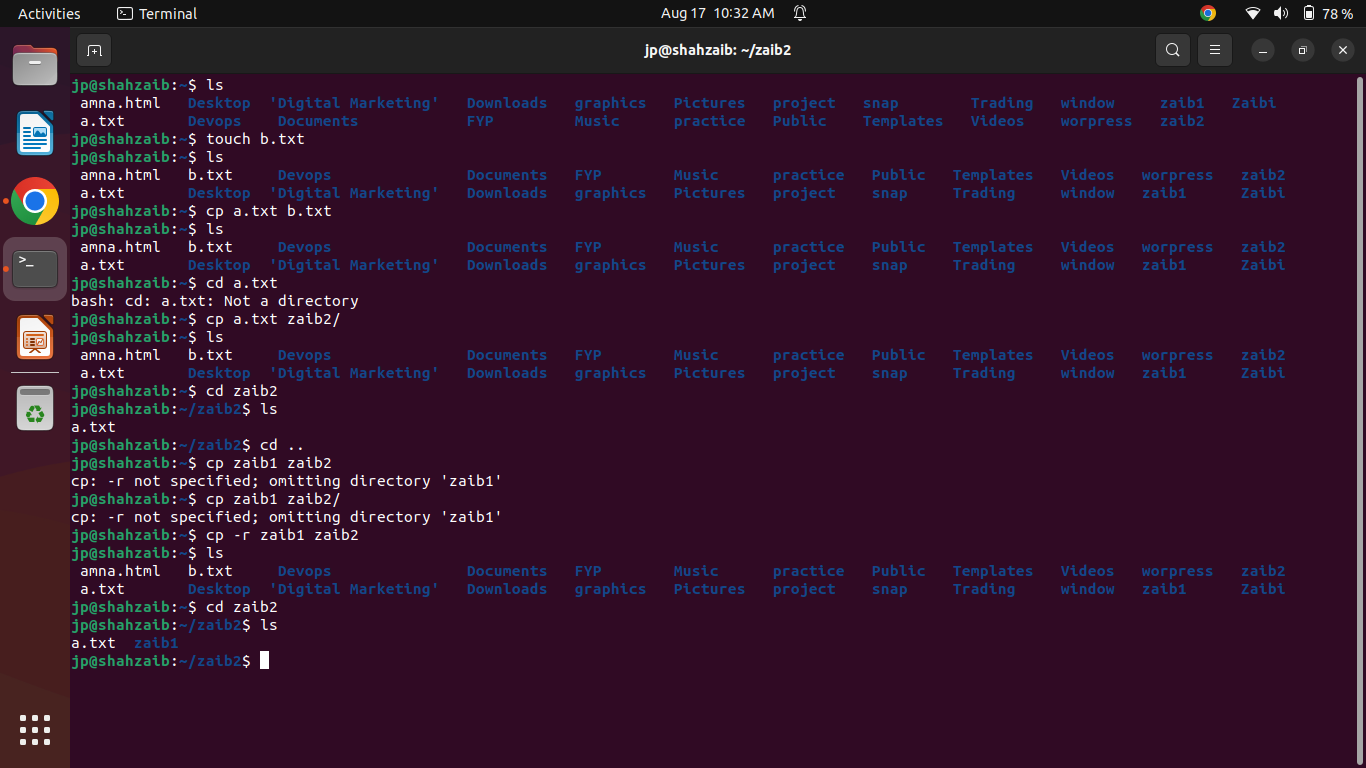 Activities Terminal Aug 17 10:32 AM 78 %
jp@shahzaib: ~/zaib2
jp@shahzaib:~$ ls
amna.html Desktop 'Digital Marketing' Downloads graphics Pictures project snap Trading window zaib1 Zaibi
a.txt Devops Documents FYP Music practice Public Templates Videos worpress zaib2
jp@shahzaib:~$ touch b.txt
jp@shahzaib:~$ ls
amna.html b.txt Devops Documents FYP Music practice Public Templates Videos worpress zaib2
a.txt Desktop 'Digital Marketing' Downloads graphics Pictures project snap Trading window zaib1 Zaibi
jp@shahzaib:~$ cp a.txt b.txt
jp@shahzaib:~$ ls
amna.html b.txt Devops Documents FYP Music practice Public Templates Videos worpress zaib2
a.txt Desktop 'Digital Marketing' Downloads graphics Pictures project snap Trading window zaib1 Zaibi
jp@shahzaib:~$ cd a.txt
bash: cd: a.txt: Not a directory
jp@shahzaib:~$ cp a.txt zaib2/
jp@shahzaib:~$ ls
amna.html b.txt Devops Documents FYP Music practice Public Templates Videos worpress zaib2
a.txt Desktop 'Digital Marketing' Downloads graphics Pictures project snap Trading window zaib1 Zaibi
jp@shahzaib:~$ cd zaib2
jp@shahzaib:~/zaib2$ ls
a.txt
jp@shahzaib:~/zaib2$ cd ..
jp@shahzaib:~$ cp zaib1 zaib2
cp: -r not specified; omitting directory 'zaib1'
jp@shahzaib:~$ cp zaib1 zaib2/
cp: -r not specified; omitting directory 'zaib1'
jp@shahzaib:~$ cp -r zaib1 zaib2
jp@shahzaib:~$ ls
amna.html b.txt Devops Documents FYP Music practice Public Templates Videos worpress zaib2
a.txt Desktop 'Digital Marketing' Downloads graphics Pictures project snap Trading window zaib1 Zaibi
jp@shahzaib:~$ cd zaib2
jp@shahzaib:~/zaib2$ ls
a.txt zaib1
jp@shahzaib:~/zaib2$